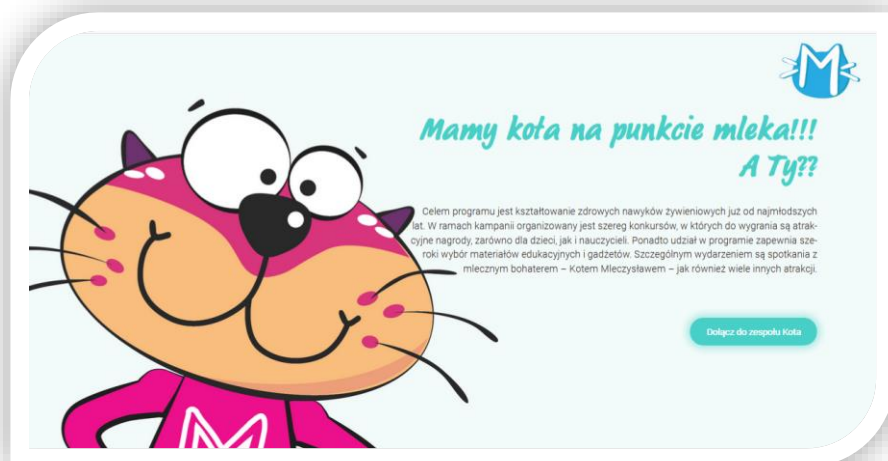 M
Mamy kota na punkcie mleka!!!
A Ty??
Celem programu jest kształtowanie zdrowych nawyków żywieniowych już od najmłodszych
lat. W ramach kampanii organizowany jest szereg konkursów, w których do wygrania są atrak-
cyjne nagrody, zarówno dla dzieci, jak i nauczycieli. Ponadto udział w programie zapewnia sze-
roki wybór materiałów edukacyjnych i gadżetów. Szczególnym wydarzeniem są spotkania z
mlecznym bohaterem – Kotem Mleczysławem – jak również wiele innych atrakcji.
Dołącz do zespołu Kota
M